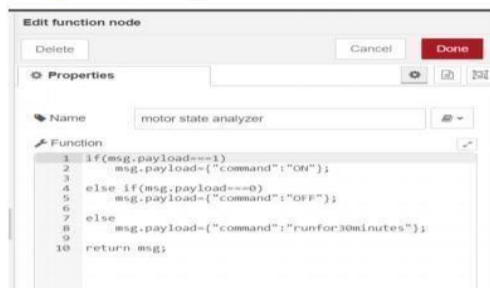 Edit function node
Delete
Cancel
Done
Properties
Name
motor state analyzer
Function
1 if(msg.payload===1)
2 msg.payload={"command":"ON"};
3
4 else if(msg.payload===0)
5 msg.payload={"command":"OFF"};
6
7 else
8 msg.payload={"command":"runfor30minutes"};
9
10 return msg;